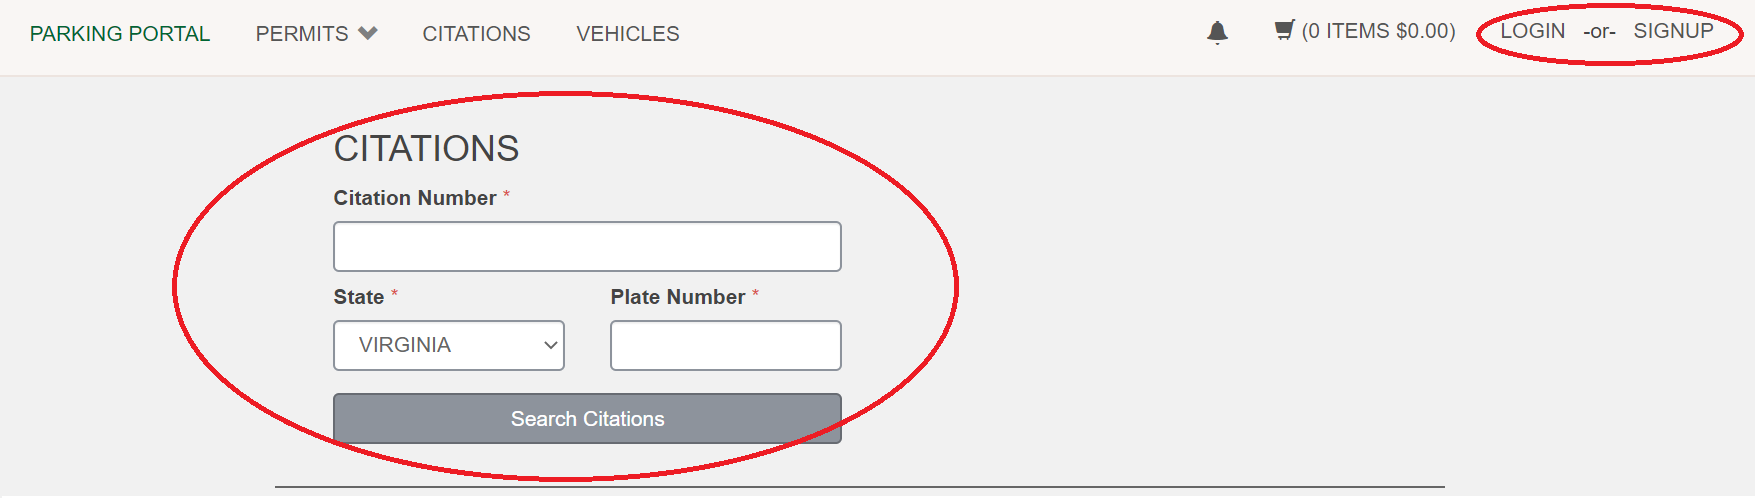 PARKING PORTAL PERMITS CITATIONS VEHICLES (0 ITEMS $0.00) LOGIN -or- SIGNUP
CITATIONS
Citation Number *
State * Plate Number *
VIRGINIA
Search Citations